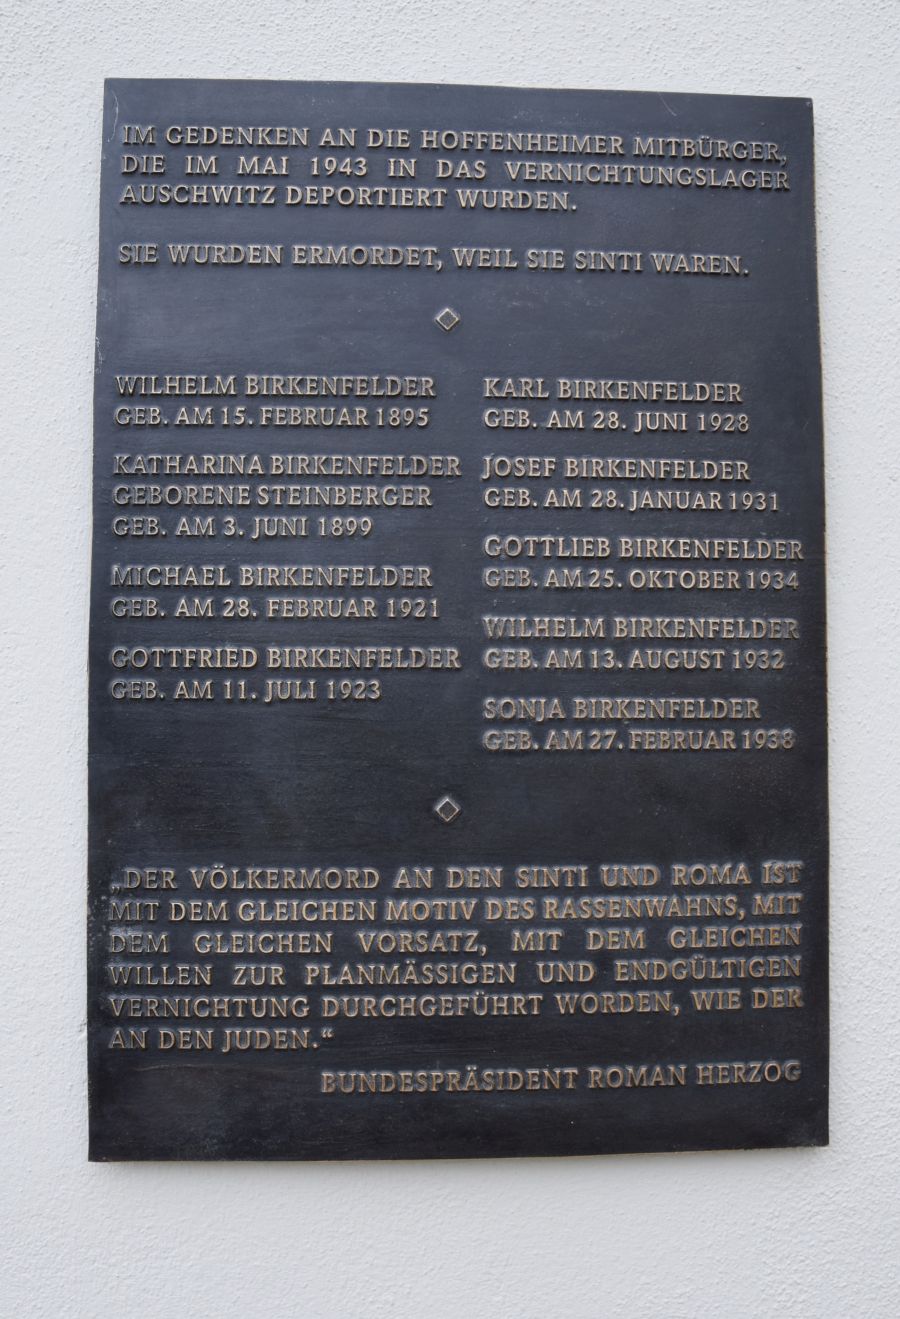 IM GEDENKEN AN DIE HOFFENHEIMER MITBÜRGER,
DIE IM MAI 1943 IN DAS VERNICHTUNGSLAGER
AUSCHWITZ DEPORTIERT WURDEN.
SIE WURDEN ERMORDET, WEIL SIE SINTI WAREN.
WILHELM BIRKENFELDER
GEB. AM 15. FEBRUAR 1895
KATHARINA BIRKENFELDER
GEBORENE STEINBERGER
GEB. AM 3. JUNI 1899
MICHAEL BIRKENFELDER
GEB. AM 28. FEBRUAR 1921
GOTTFRIED BIRKENFELDER
GEB. AM 11. JULI 1923
KARL BIRKENFELDER
GEB. AM 28. JUNI 1928
JOSEF BIRKENFELDER
GEB. AM 28. JANUAR 1931
GOTTLIEB BIRKENFELDER
GEB. AM 25. OKTOBER 1934
WILHELM BIRKENFELDER
GEB. AM 13. AUGUST 1932
SONJA BIRKENFELDER
GEB. AM 27. FEBRUAR 1938
„DER VÖLKERMORD AN DEN SINTI UND ROMA IST
MIT DEM GLEICHEN MOTIV DES RASSENWAHNS, MIT
DEM GLEICHEN VORSATZ, MIT DEM GLEICHEN
WILLEN ZUR PLANMÄSSIGEN UND ENDGÜLTIGEN
VERNICHTUNG DURCHGEFÜHRT WORDEN, WIE DER
AN DEN JUDEN.“
BUNDESPRÄSIDENT ROMAN HERZOG